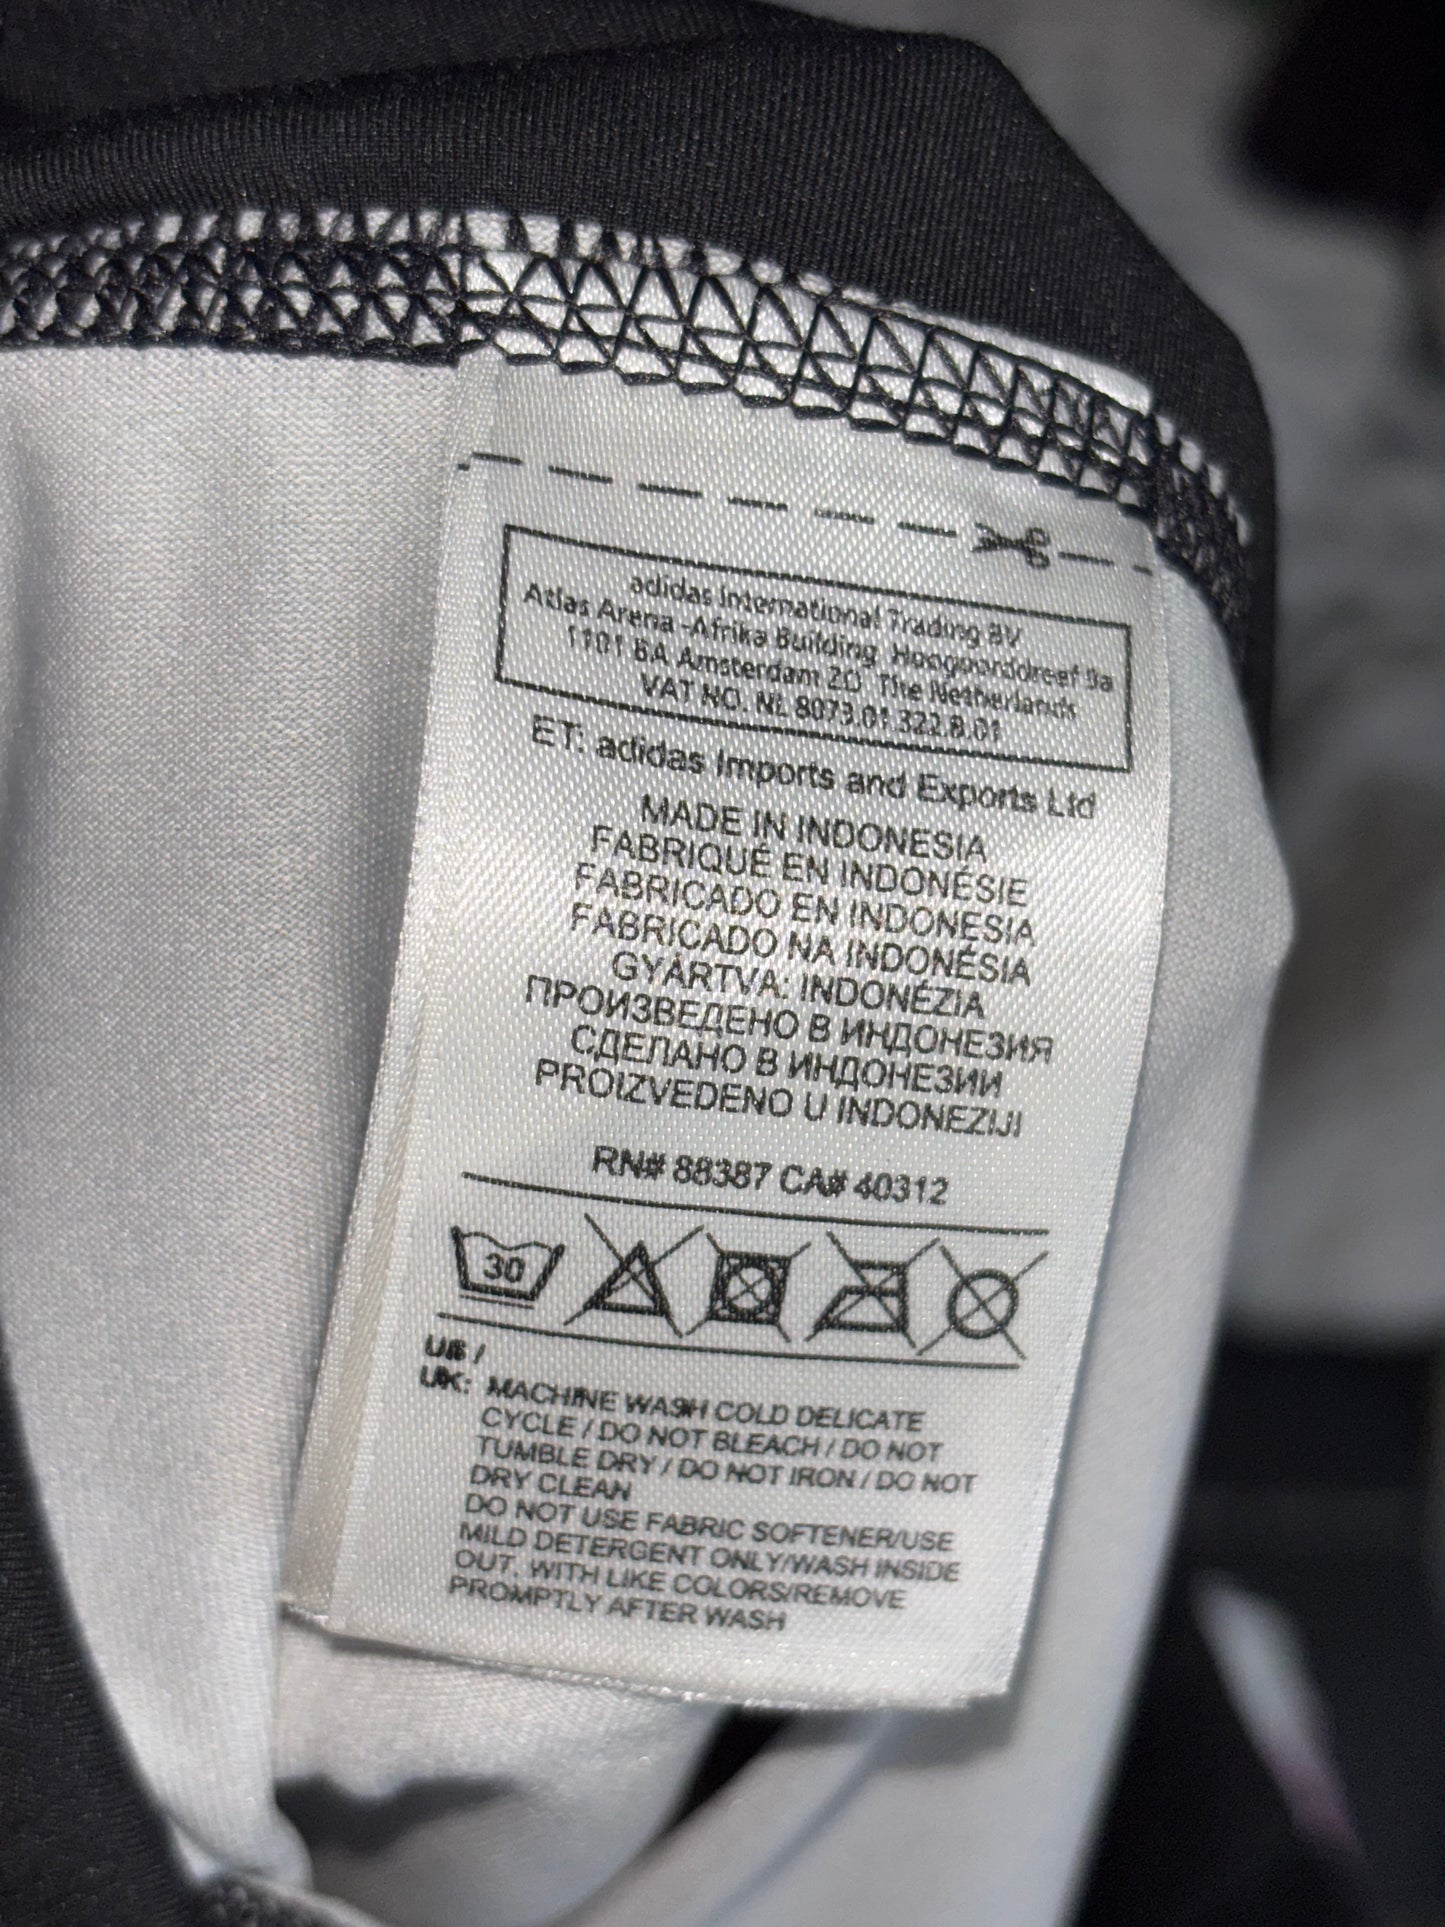 adidas International Trading BV
Atlas Arena -Afrika Building, Hoogoorddreef 9a
1101 BA Amsterdam ZO The Netherlands
VAT NO. NL 8073.01.322.B.01
ET: adidas Imports and Exports Ltd
MADE IN INDONESIA
FABRIQUÉ EN INDONÉSIE
FABRICADO EN INDONESIA
FABRICADO NA INDONÉSIA
GYÁRTVA: INDONÉZIA
ПРОИЗВЕДЕНО В ИНДОНЕЗИЯ
СДЕЛАНО В ИНДОНЕЗИИ
PROIZVEDENO U INDONEZIJI
RN# 88387 CA# 40312
30
US /
UK: MACHINE WASH COLD DELICATE
CYCLE / DO NOT BLEACH / DO NOT
TUMBLE DRY / DO NOT IRON / DO NOT
DRY CLEAN
DO NOT USE FABRIC SOFTENER/USE
MILD DETERGENT ONLY/WASH INSIDE
OUT, WITH LIKE COLORS/REMOVE
PROMPTLY AFTER WASH